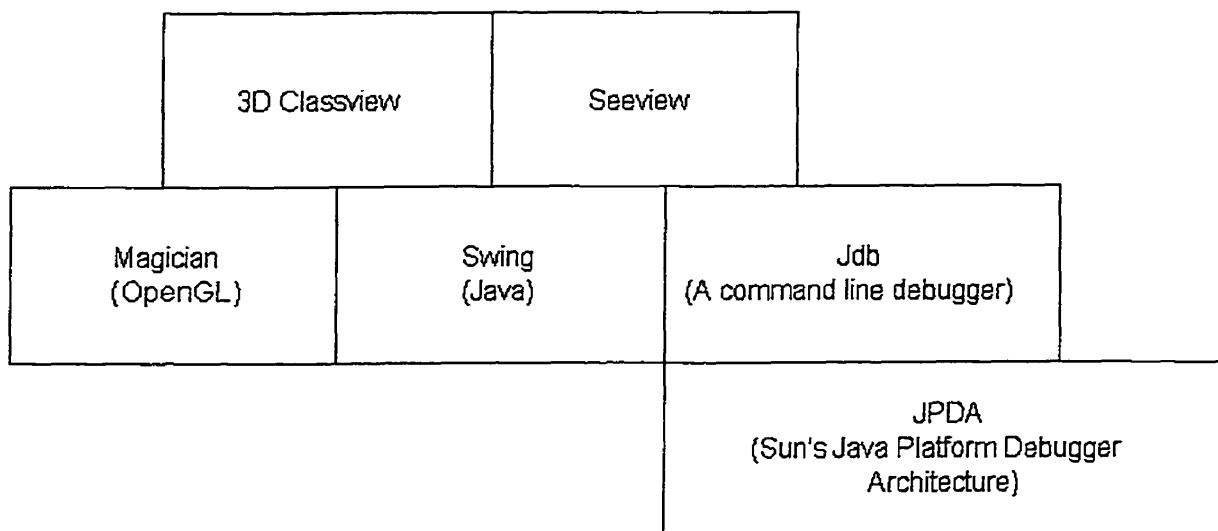 3D Classview
Seeview
Magician
(OpenGL)
Swing
(Java)
Jdb
(A command line debugger)
JPDA
(Sun's Java Platform Debugger
Architecture)